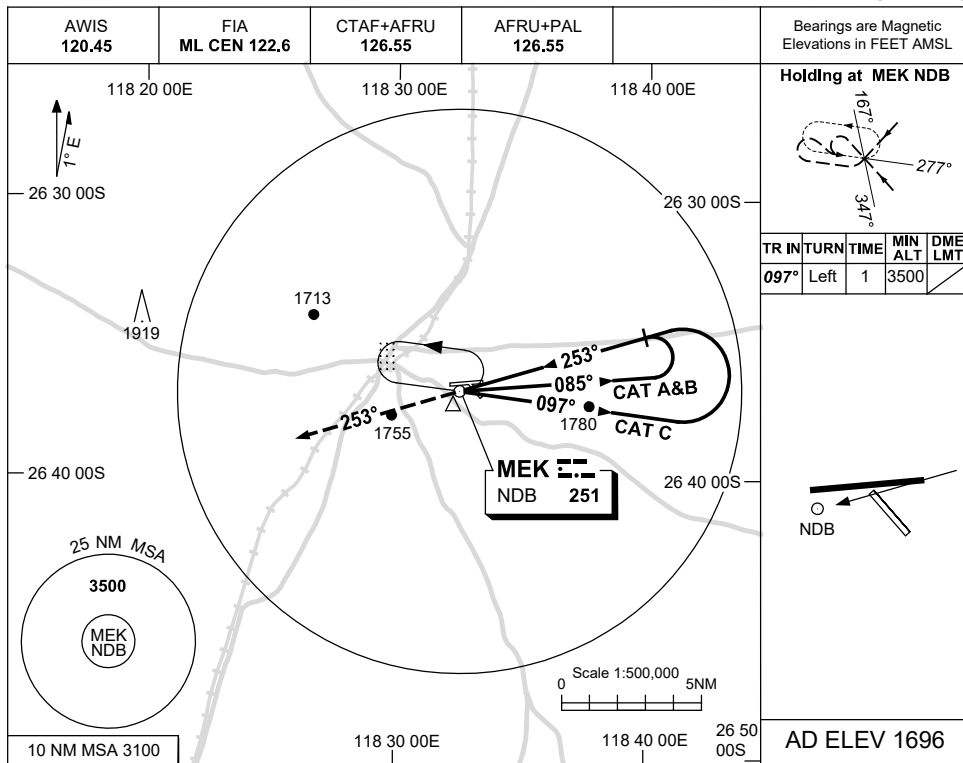 AWIS
120.45
FIA
ML CEN 122.6
CTAF+AFRU
126.55
AFRU+PAL
126.55
Bearings are Magnetic
Elevations in FEET AMSL
118 20 00E
118 30 00E
118 40 00E
Holding at MEK NDB
167°
277°
347°
1° E
26 30 00S
26 30 00S
TR IN TURN TIME MIN ALT DME LMT
097° Left 1 3500
1713
1919
253°
085°
CAT A&B
097°
1780
CAT C
253°
1755
MEK
NDB 251
26 40 00S
26 40 00S
NDB
25 NM MSA
3500
MEK
NDB
Scale 1:500,000
0 5NM
10 NM MSA 3100
118 30 00E
118 40 00E
26 50
00S
AD ELEV 1696